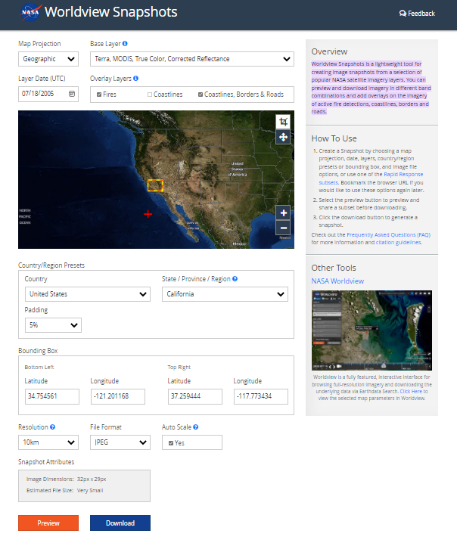 NASA Worldview Snapshots
Feedback
Map Projection
Geographic
Base Layer
Terra, MODIS, True Color, Corrected Reflectance
Layer Date (UTC)
07/18/2005
Overlay Layers
Fires
Coastlines
Coastlines, Borders & Roads
United
States
of America
Mexico
Country/Region Presets
Country
United States
State / Province / Region
California
Padding
5%
Bounding Box
Bottom Left
Top Right
Latitude
Longitude
Latitude
Longitude
34.754561
-121.201168
37.259444
-117.773434
Resolution
10km
File Format
JPEG
Auto Scale
Yes
Snapshot Attributes
Image Dimensions: 32px x 29px
Estimated File Size: Very Small
Preview
Download
Overview
Worldview Snapshots is a lightweight tool for
creating image snapshots from a selection of
popular NASA satellite imagery layers. You can
preview and download imagery in different band
combinations and add overlays on the imagery
of active fire detections, coastlines, borders and
roads.
How To Use
1. Create a Snapshot by choosing a map
projection, date, layers, country/region
presets or bounding box, and image file
options, or use one of the Rapid Response
subsets. Bookmark the browser URL if you
would like to use these options again later.
2. Select the preview button to preview and
share a subset before downloading.
3. Click the download button to generate a
snapshot.
Check out the Frequently Asked Questions (FAQ)
for more information and citation guidelines.
Other Tools
NASA Worldview
Worldview is a fully featured, interactive interface for
browsing full-resolution imagery and downloading the
underlying data via Earthdata Search. Click Here to
view the selected map parameters in Worldview.